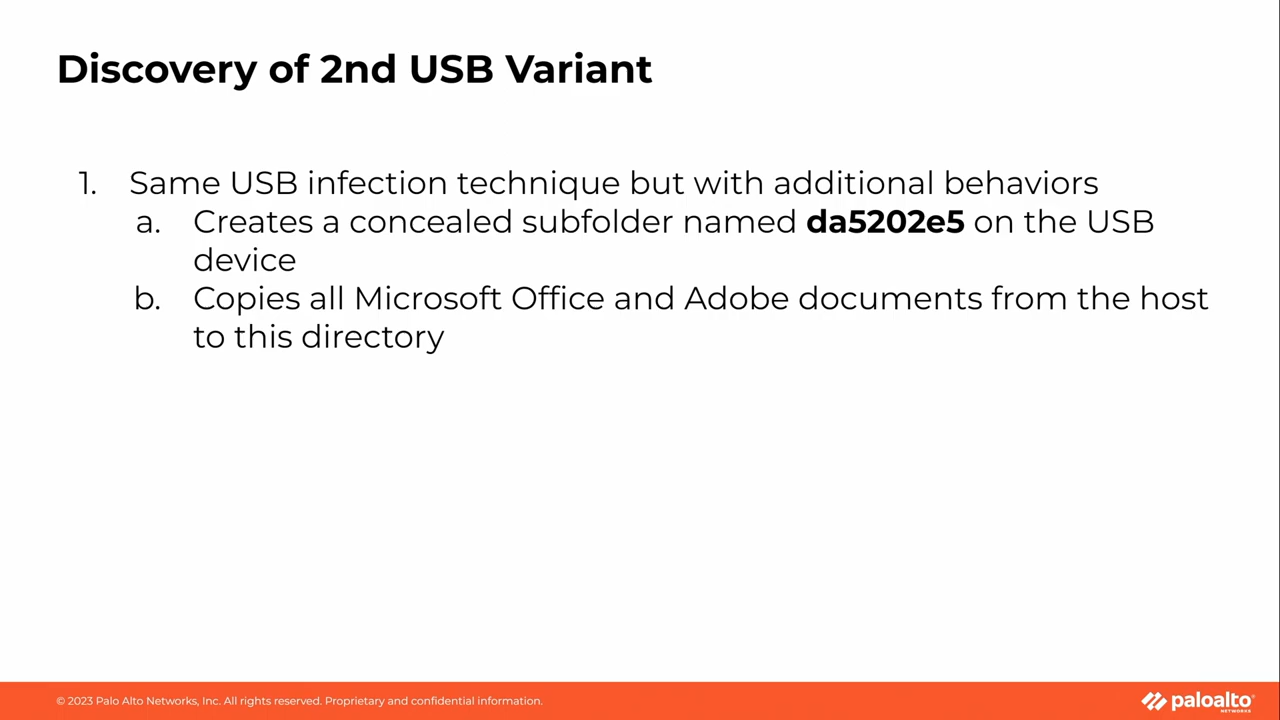 Discovery of 2nd USB Variant
1. Same USB infection technique but with additional behaviors
a. Creates a concealed subfolder named da5202e5 on the USB
device
b. Copies all Microsoft Office and Adobe documents from the host
to this directory
© 2023 Palo Alto Networks, Inc. All rights reserved. Proprietary and confidential information.
paloalto
NETWORKS